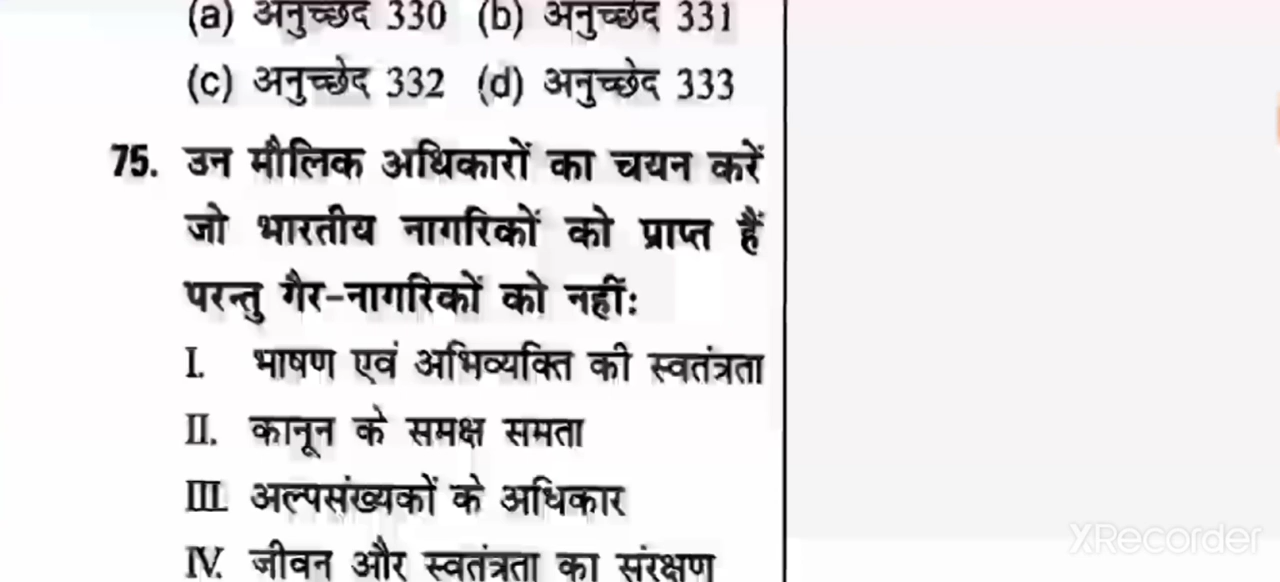 (a) अनुच्छेद 330 (b) अनुच्छेद 331
(c) अनुच्छेद 332 (d) अनुच्छेद 333
75. उन मौलिक अधिकारों का चयन करें
जो भारतीय नागरिकों को प्राप्त हैं
परन्तु गैर-नागरिकों को नहीं:
I. भाषण एवं अभिव्यक्ति की स्वतंत्रता
II. कानून के समक्ष समता
III. अल्पसंख्यकों के अधिकार
IV. जीवन और स्वतंत्रता का संरक्षण
XRecorder